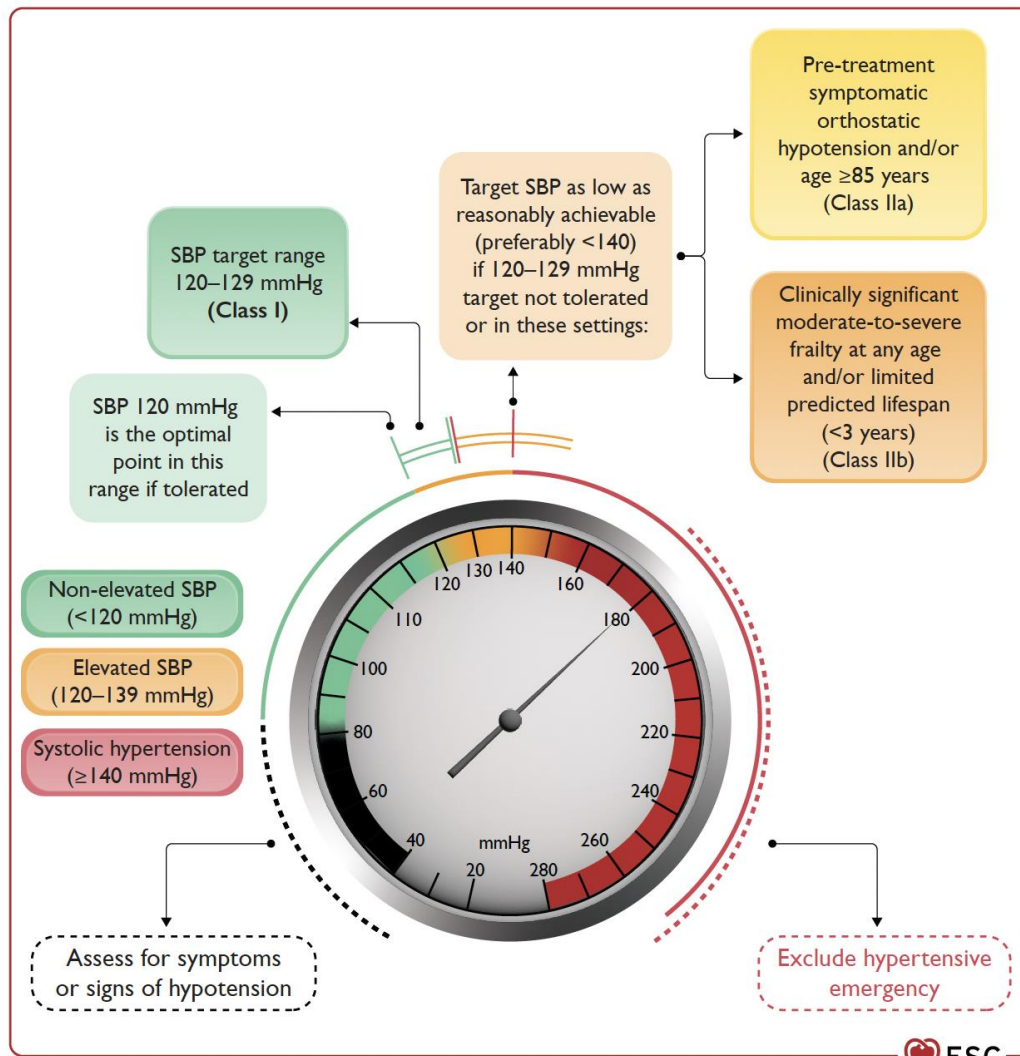 Pre-treatment
symptomatic
orthostatic
hypotension and/or
age ≥85 years
(Class IIa)
Target SBP as low as
reasonably achievable
(preferably <140)
if 120–129 mmHg
target not tolerated
or in these settings:
SBP target range
120–129 mmHg
(Class I)
Clinically significant
moderate-to-severe
frailty at any age
and/or limited
predicted lifespan
(<3 years)
(Class IIb)
SBP 120 mmHg
is the optimal
point in this
range if tolerated
Non-elevated SBP
(<120 mmHg)
Elevated SBP
(120–139 mmHg)
Systolic hypertension
(≥140 mmHg)
20
40
60
80
100
110
120
130
140
160
180
200
220
240
260
280
mmHg
Assess for symptoms
or signs of hypotension
Exclude hypertensive
emergency
ESC